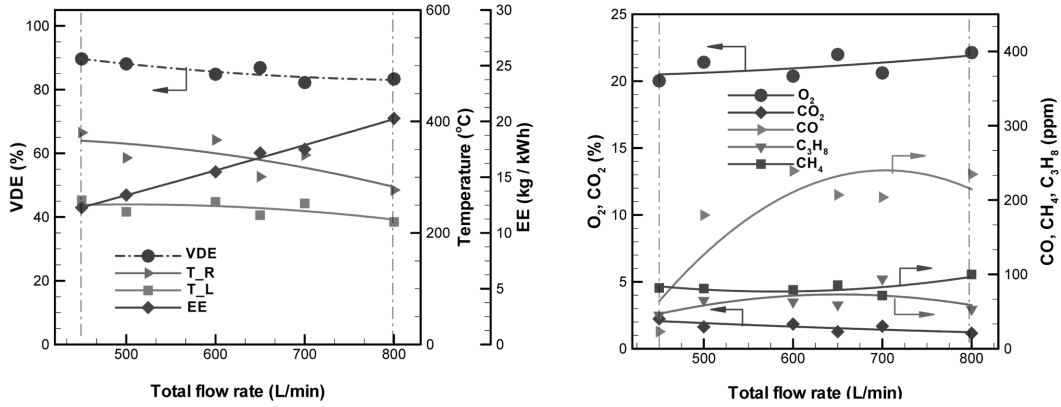 100
80
60
40
20
0
VDE (%)
500
600
700
800
Total flow rate (L/min)
600
400
200
0
Temperature (°C)
30
25
20
15
10
5
0
EE (kg / kWh)
VDE
T_R
T_L
EE
25
20
15
10
5
0
O₂, CO₂ (%)
500
600
700
800
Total flow rate (L/min)
400
300
200
100
0
CO, CH₄, C₃H₈ (ppm)
O₂
CO₂
CO
C₃H₈
CH₄